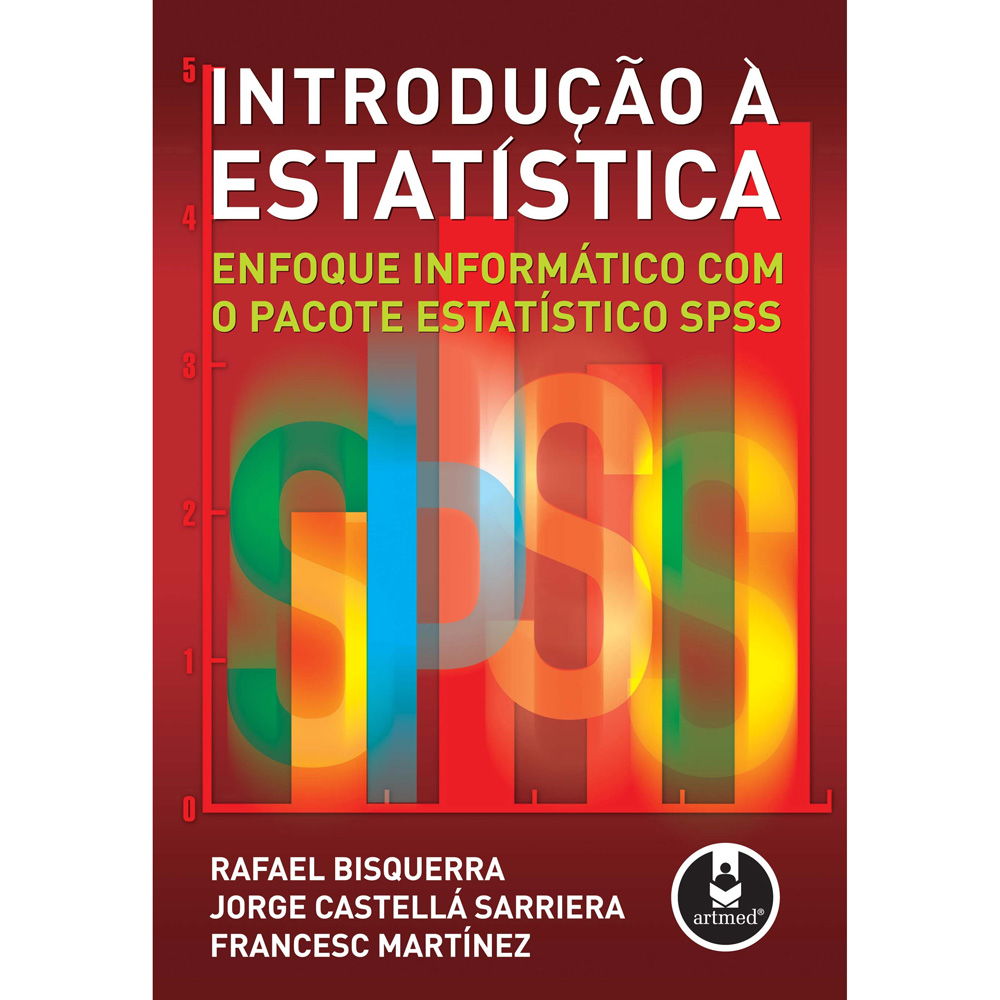 INTRODUÇÃO À
ESTATÍSTICA
ENFOQUE INFORMÁTICO COM
O PACOTE ESTATÍSTICO SPSS
5
4
3
2
1
0
SPSS
RAFAEL BISQUERRA
JORGE CASTELLÁ SARRIERA
FRANCESC MARTÍNEZ
artmed®